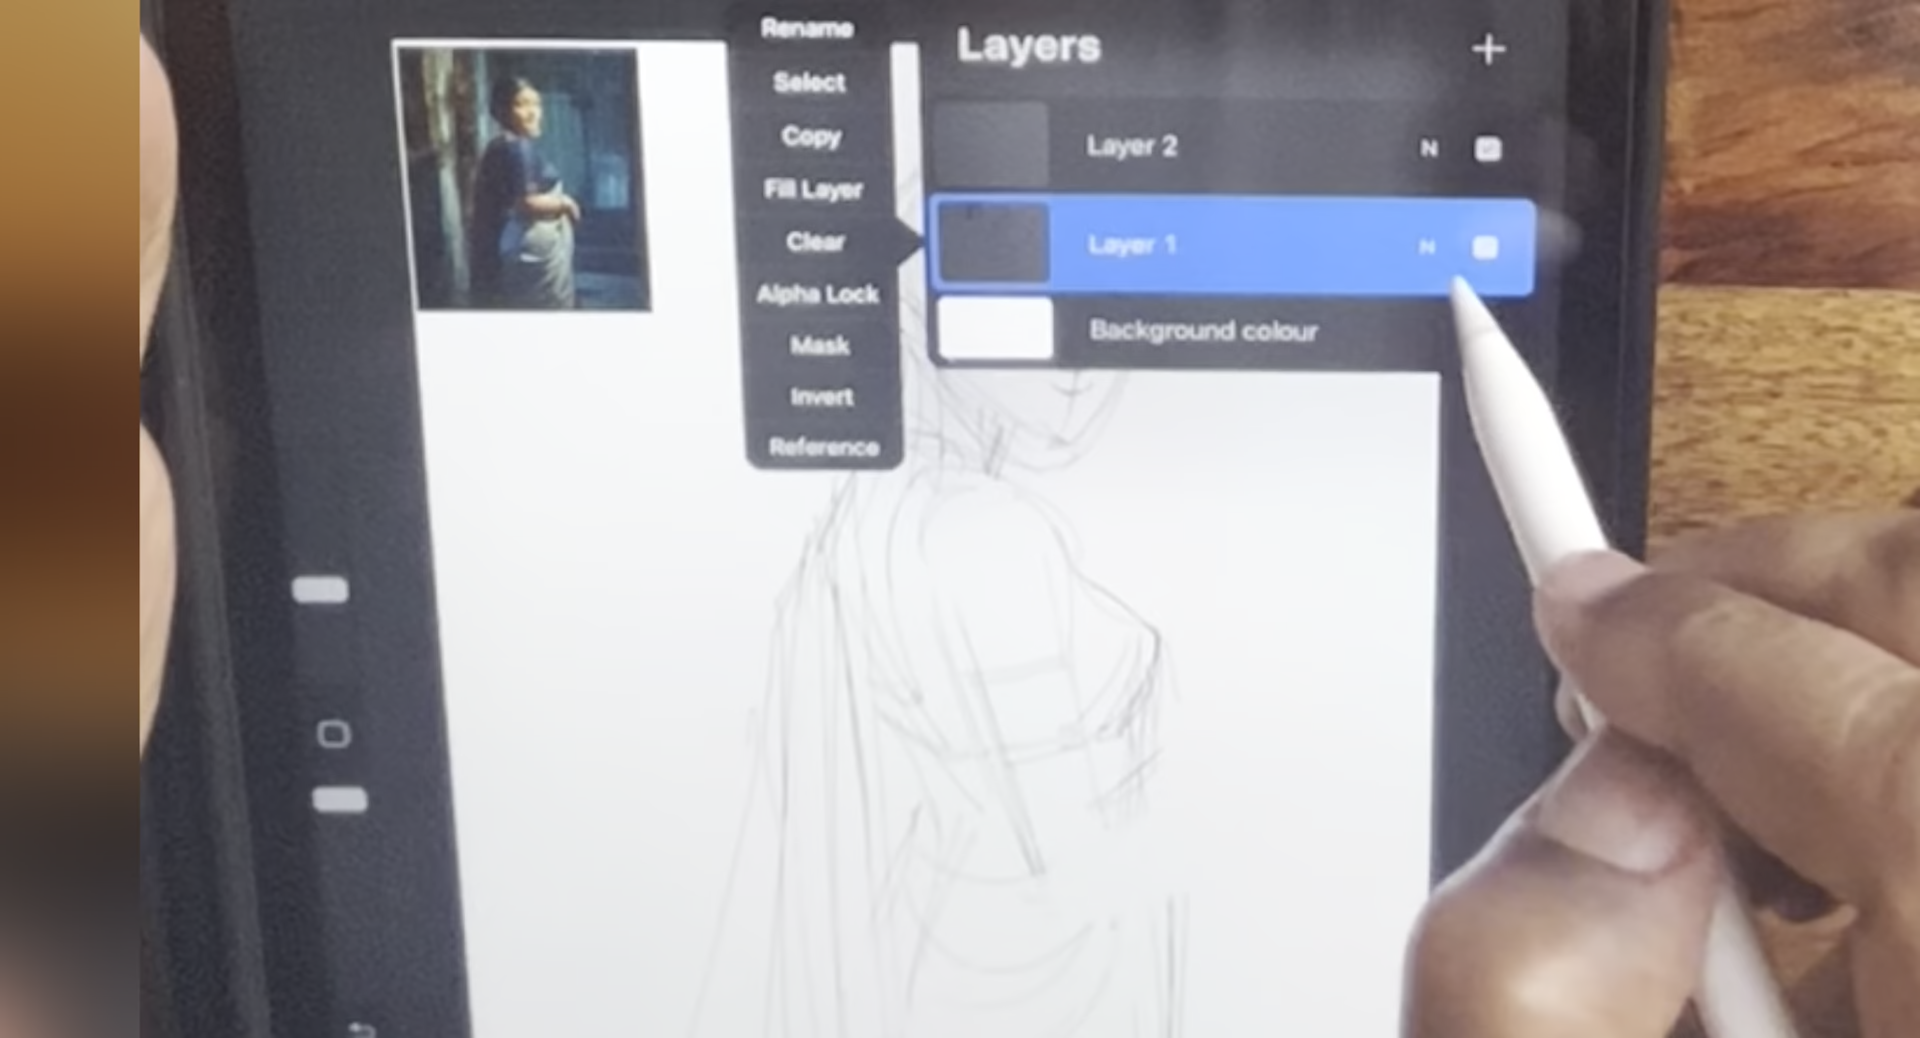 Rename
Select
Copy
Fill Layer
Clear
Alpha Lock
Mask
Invert
Reference
Layers
Layer 2 N
Layer 1 N
Background colour